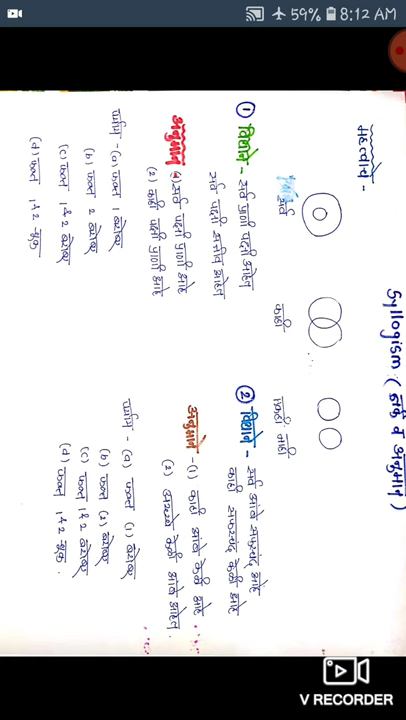 59% 8:12 AM
Syllogism ( तर्क व अनुमान )
महत्वाचे -
सर्व
काही
एकही नाही
① विधाने - सर्व प्राणी पक्षी आहेत
सर्व पक्षी सजीव आहेत
अनुमान (1) सर्व पक्षी प्राणी आहे
(2) काही पक्षी प्राणी आहे
पर्याय - (a) फक्त 1 बरोबर
(b) फक्त 2 बरोबर
(c) फक्त 1 & 2 बरोबर
(d) फक्त 1 & 2 चूक
② विधाने - सर्व आंबे सफरचंद आहे
काही सफरचंद केळी आहे
अनुमान - (1) काही आंबे केळी आहे
(2) केळी आंबे आहेत.
पर्याय - (a) फक्त (1) बरोबर
(b) फक्त (2) बरोबर
(c) फक्त 1 & 2 बरोबर
(d) फक्त 1 & 2 चूक.
V RECORDER